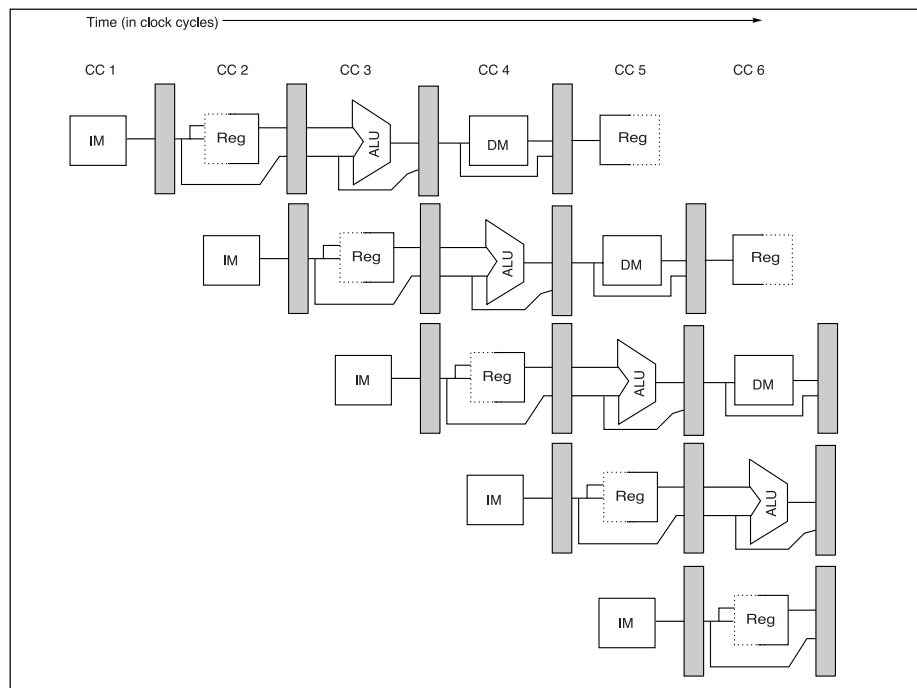 Time (in clock cycles)
CC 1 CC 2 CC 3 CC 4 CC 5 CC 6
IM Reg ALU DM Reg
IM Reg ALU DM Reg
IM Reg ALU DM
IM Reg ALU
IM Reg